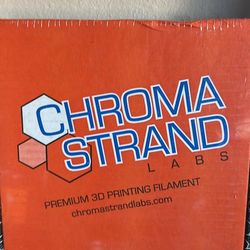 CHROMA
STRAND
LABS
PREMIUM 3D PRINTING FILAMENT
chromastrandlabs.com